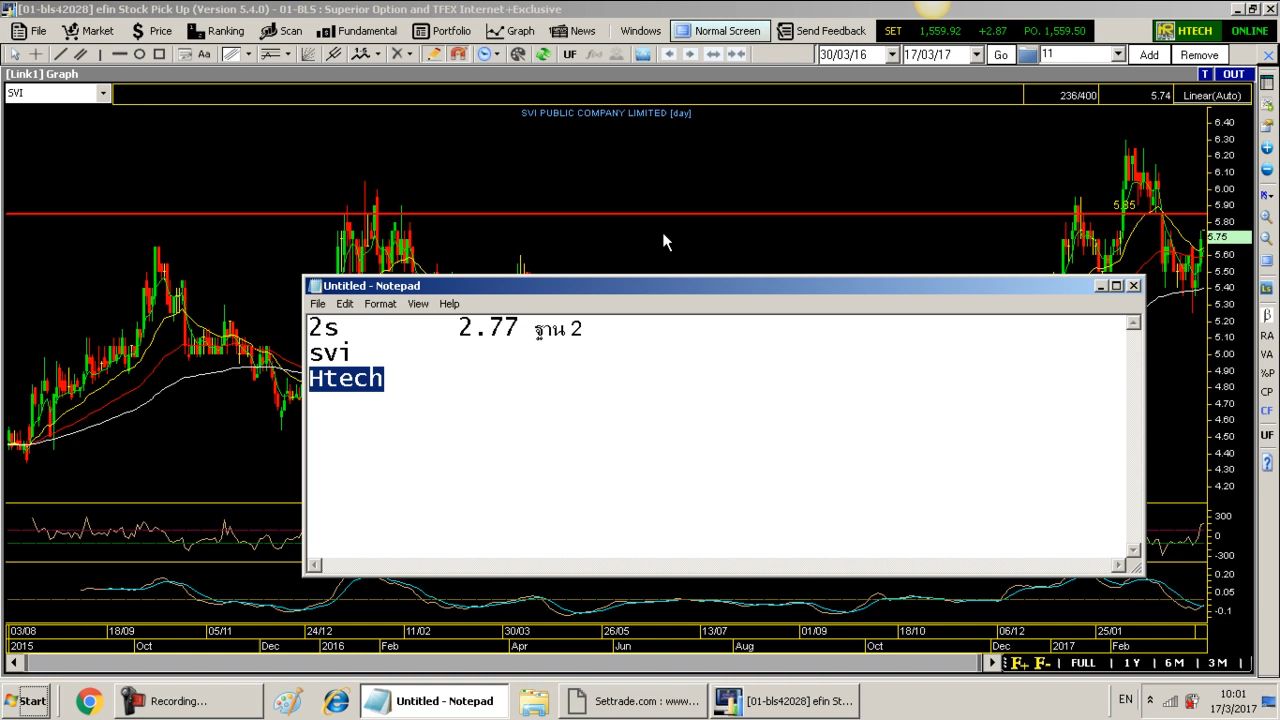 [01-bls42028] efin Stock Pick Up (Version 5.4.0) - 01-BLS : Superior Option and TFEX Internet+Exclusive
File Market Price Ranking Scan FunDemental Portfolio Graph News Windows Normal Screen Send Feedback SET 1,559.92 +2.87 PO. 1,559.50 HTECH ONLINE
Aa UF 30/03/16 17/03/17 Go 11 Add Remove
[Link1] Graph T OUT
SVI 236/400 5.74 Linear(Auto)
SVI PUBLIC COMPANY LIMITED [day]
6.40
6.30
6.20
6.10
6.00
5.90
5.85
5.80
5.75
5.60
5.50
5.40
5.30
5.20
5.10
5.00
4.90
4.80
4.70
4.60
4.50
4.40
4.30
4.20
300
0
-300
0.20
0.05
-0.1
Ls
β
RA
VA
%P
CP
CF
UF
Untitled - Notepad
File Edit Format View Help
2s 2.77 ฐาน 2
svi
Htech
03/08 18/09 05/11 24/12 11/02 30/03 26/05 13/07 01/09 18/10 06/12 25/01
2015 Oct Dec 2016 Feb Apr Jun Aug Oct Dec 2017 Feb
F+ F- FULL 1 Y 6 M 3 M
Start Recording... Untitled - Notepad Settrade.com : www... [01-bls42028] efin St... EN 10:01
17/3/2017